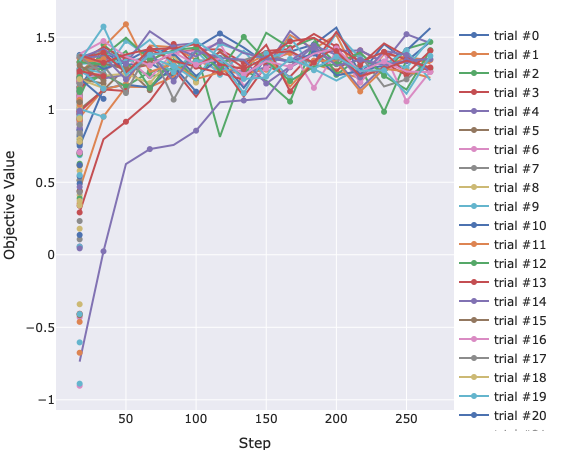 Objective Value
1.5
1
0.5
0
−0.5
−1
50
100
150
200
250
Step
trial #0
trial #1
trial #2
trial #3
trial #4
trial #5
trial #6
trial #7
trial #8
trial #9
trial #10
trial #11
trial #12
trial #13
trial #14
trial #15
trial #16
trial #17
trial #18
trial #19
trial #20